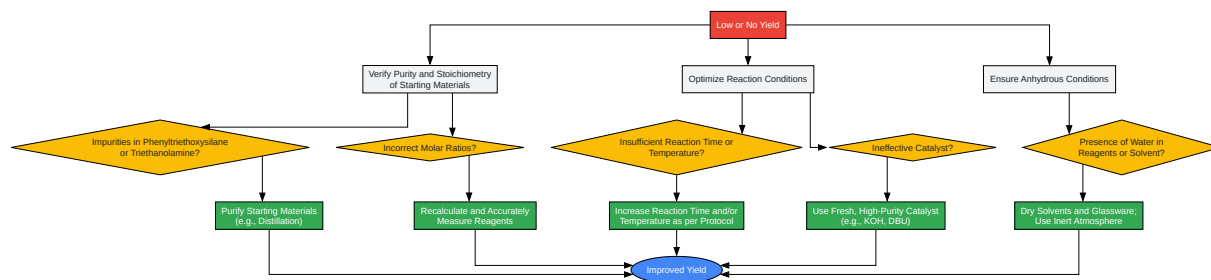 Low or No Yield
Verify Purity and Stoichiometry
of Starting Materials
Optimize Reaction Conditions
Ensure Anhydrous Conditions
Impurities in Phenyltriethoxysilane
or Triethanolamine?
Incorrect Molar Ratios?
Insufficient Reaction Time or
Temperature?
Ineffective Catalyst?
Presence of Water in
Reagents or Solvent?
Purify Starting Materials
(e.g., Distillation)
Recalculate and Accurately
Measure Reagents
Increase Reaction Time and/or
Temperature as per Protocol
Use Fresh, High-Purity Catalyst
(e.g., KOH, DBU)
Dry Solvents and Glassware;
Use Inert Atmosphere
Improved Yield